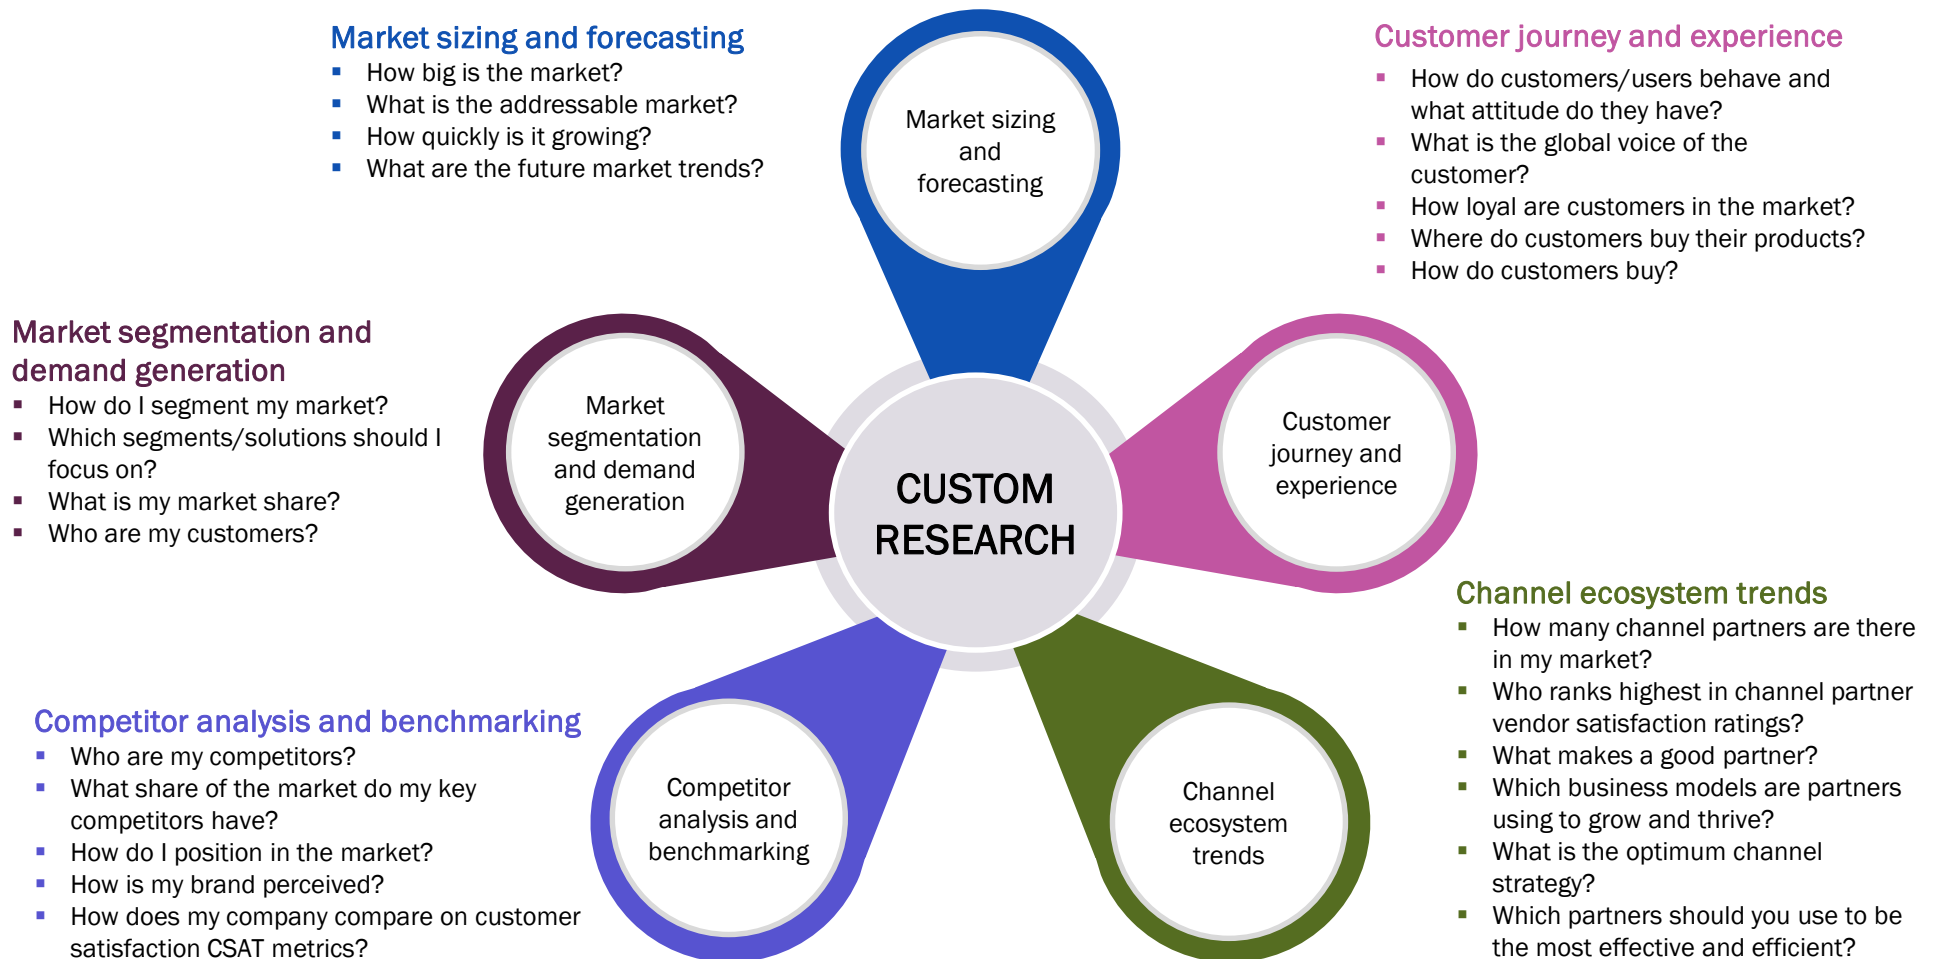 Market sizing and forecasting
▪ How big is the market?
▪ What is the addressable market?
▪ How quickly is it growing?
▪ What are the future market trends?
Market sizing
and
forecasting
Customer journey and experience
▪ How do customers/users behave and
what attitude do they have?
▪ What is the global voice of the
customer?
▪ How loyal are customers in the market?
▪ Where do customers buy their products?
▪ How do customers buy?
Market segmentation and
demand generation
▪ How do I segment my market?
▪ Which segments/solutions should I
focus on?
▪ What is my market share?
▪ Who are my customers?
Market
segmentation
and demand
generation
CUSTOM
RESEARCH
Customer
journey and
experience
Channel ecosystem trends
▪ How many channel partners are there
in my market?
▪ Who ranks highest in channel partner
vendor satisfaction ratings?
▪ What makes a good partner?
▪ Which business models are partners
using to grow and thrive?
▪ What is the optimum channel
strategy?
▪ Which partners should you use to be
the most effective and efficient?
Competitor analysis and benchmarking
▪ Who are my competitors?
▪ What share of the market do my key
competitors have?
▪ How do I position in the market?
▪ How is my brand perceived?
▪ How does my company compare on customer
satisfaction CSAT metrics?
Competitor
analysis and
benchmarking
Channel
ecosystem
trends